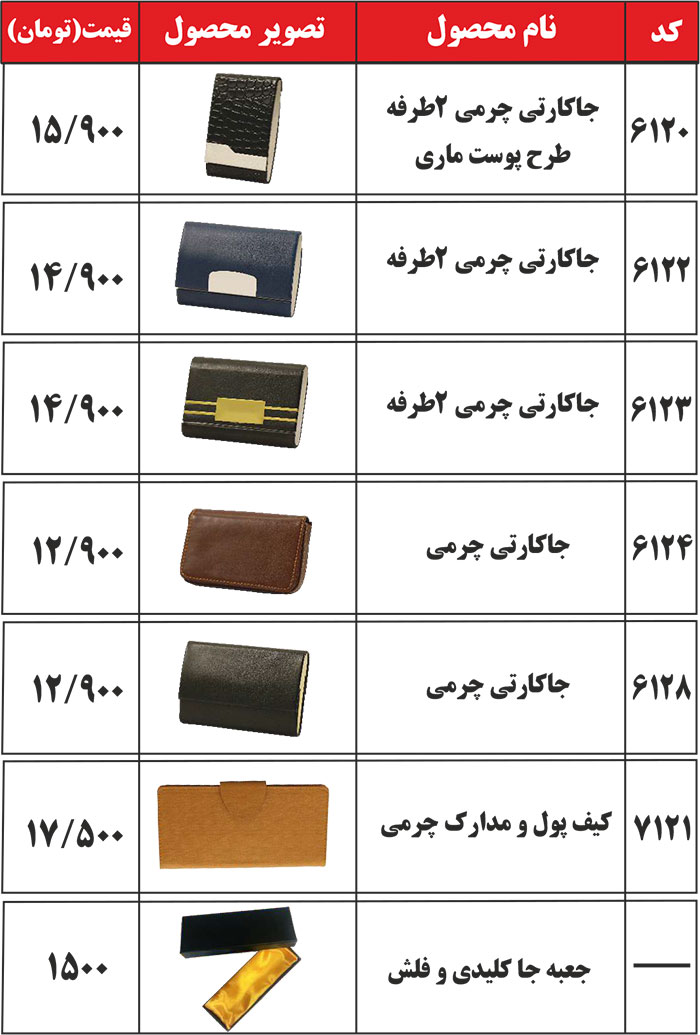 کد نام محصول تصویر محصول قیمت(تومان)
۶۱۲۰ جاکارتی چرمی ۲طرفه ۱۵/۹۰۰
طرح پوست ماری
۶۱۲۲ جاکارتی چرمی ۲طرفه ۱۴/۹۰۰
۶۱۲۳ جاکارتی چرمی ۲طرفه ۱۴/۹۰۰
۶۱۲۴ جاکارتی چرمی ۱۲/۹۰۰
۶۱۲۸ جاکارتی چرمی ۱۲/۹۰۰
۷۱۲۱ کیف پول و مدارک چرمی ۱۷/۵۰۰
— جعبه جا کلیدی و فلش ۱۵۰۰